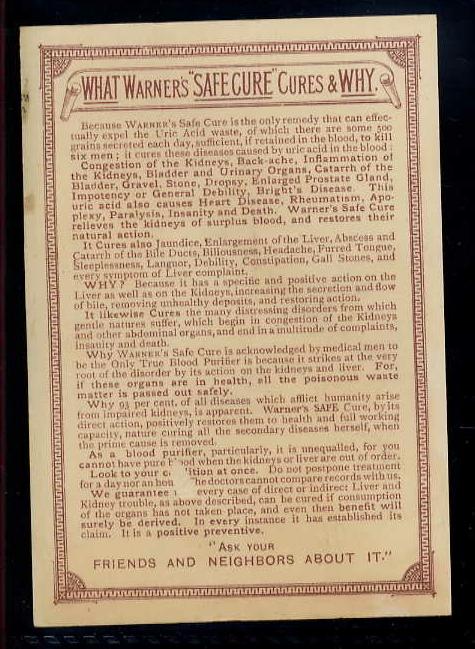 WHAT WARNER'S "SAFE CURE" CURES & WHY.
Because WARNER'S Safe Cure is the only remedy that can effec-
tually expel the Uric Acid waste, of which there are some 500
grains secreted each day, sufficient, if retained in the blood, to kill
six men; it cures these diseases caused by uric acid in the blood:
Congestion of the Kidneys, Back-ache, Inflammation of
the Kidneys, Bladder and Urinary Organs, Catarrh of the
Bladder, Gravel, Stone, Dropsy, Enlarged Prostate Gland,
Impotency or General Debility, Bright's Disease. This
uric acid also causes Heart Disease, Rheumatism, Apo-
plexy, Paralysis, Insanity and Death. Warner's Safe Cure
relieves the kidneys of surplus blood, and restores their
natural action.
It Cures also Jaundice, Enlargement of the Liver, Abscess and
Catarrh of the Bile Ducts, Biliousness, Headache, Furred Tongue,
Sleeplessness, Languor, Debility, Constipation, Gall Stones, and
every symptom of Liver complaint.
WHY? Because it has a specific and positive action on the
Liver as well as on the Kidneys, increasing the secretion and flow
of bile, removing unhealthy deposits, and restoring action.
It likewise Cures the many distressing disorders from which
gentle natures suffer, which begin in congestion of the Kidneys
and other abdominal organs, and end in a multitude of complaints,
insanity and death.
Why WARNER'S Safe Cure is acknowledged by medical men to
be the Only True Blood Purifier is because it strikes at the very
root of the disorder by its action on the kidneys and liver. For,
if these organs are in health, all the poisonous waste
matter is passed out safely.
Why 93 per cent. of all diseases which afflict humanity arise
from impaired kidneys, is apparent. Warner's SAFE Cure, by its
direct action, positively restores them to health and full working
capacity, nature curing all the secondary diseases herself, when
the prime cause is removed.
As a blood purifier, particularly, it is unequalled, for you
cannot have pure blood when the kidneys or liver are out of order.
Look to your condition at once. Do not postpone treatment
for a day nor an hour. The doctors cannot compare records with us.
We guarantee every case of direct or indirect Liver and
Kidney trouble, as above described, can be cured if consumption
of the organs has not taken place, and even then benefit will
surely be derived. In every instance it has established its
claim. It is a positive preventive.
"ASK YOUR
FRIENDS AND NEIGHBORS ABOUT IT."